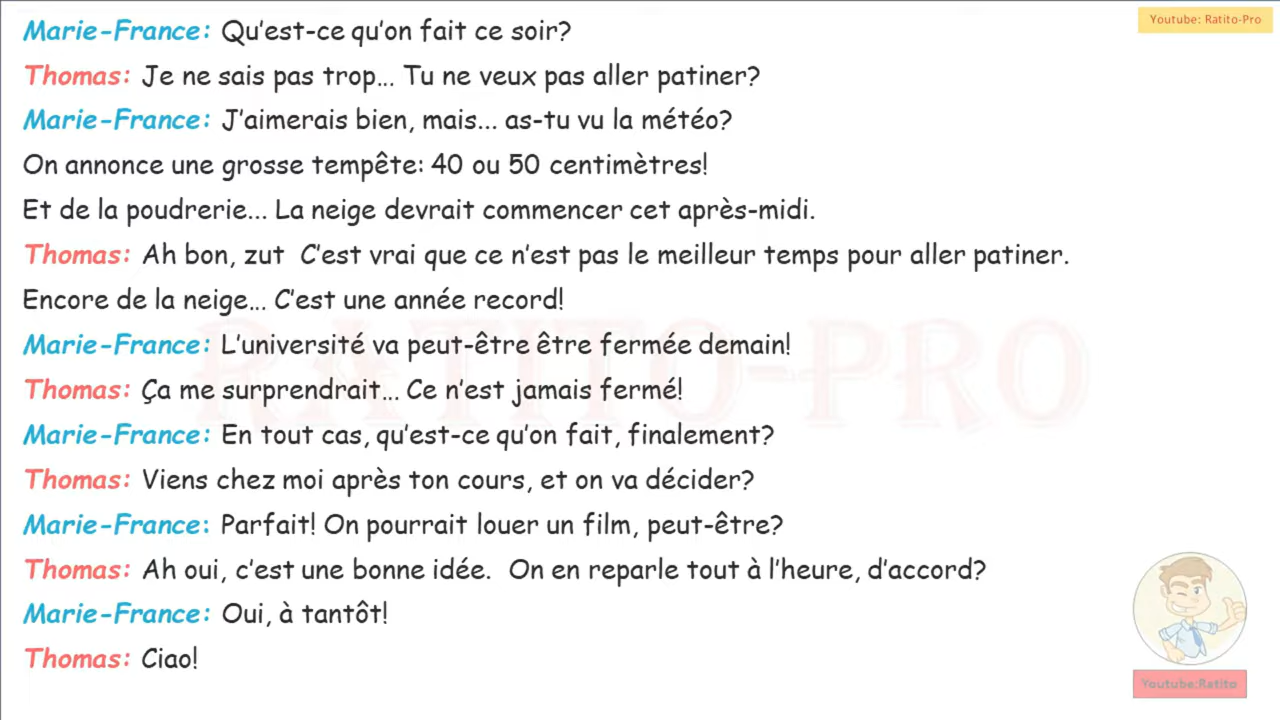 Youtube: Ratito-Pro
Marie-France: Qu'est-ce qu'on fait ce soir?
Thomas: Je ne sais pas trop... Tu ne veux pas aller patiner?
Marie-France: J'aimerais bien, mais... as-tu vu la météo?
On annonce une grosse tempête: 40 ou 50 centimètres!
Et de la poudrerie... La neige devrait commencer cet après-midi.
Thomas: Ah bon, zut  C'est vrai que ce n'est pas le meilleur temps pour aller patiner.
Encore de la neige... C'est une année record!
Marie-France: L'université va peut-être être fermée demain!
Thomas: Ça me surprendrait... Ce n'est jamais fermé!
Marie-France: En tout cas, qu'est-ce qu'on fait, finalement?
Thomas: Viens chez moi après ton cours, et on va décider?
Marie-France: Parfait! On pourrait louer un film, peut-être?
Thomas: Ah oui, c'est une bonne idée.  On en reparle tout à l'heure, d'accord?
Marie-France: Oui, à tantôt!
Thomas: Ciao!
RATITO-PRO
Youtube:Ratito